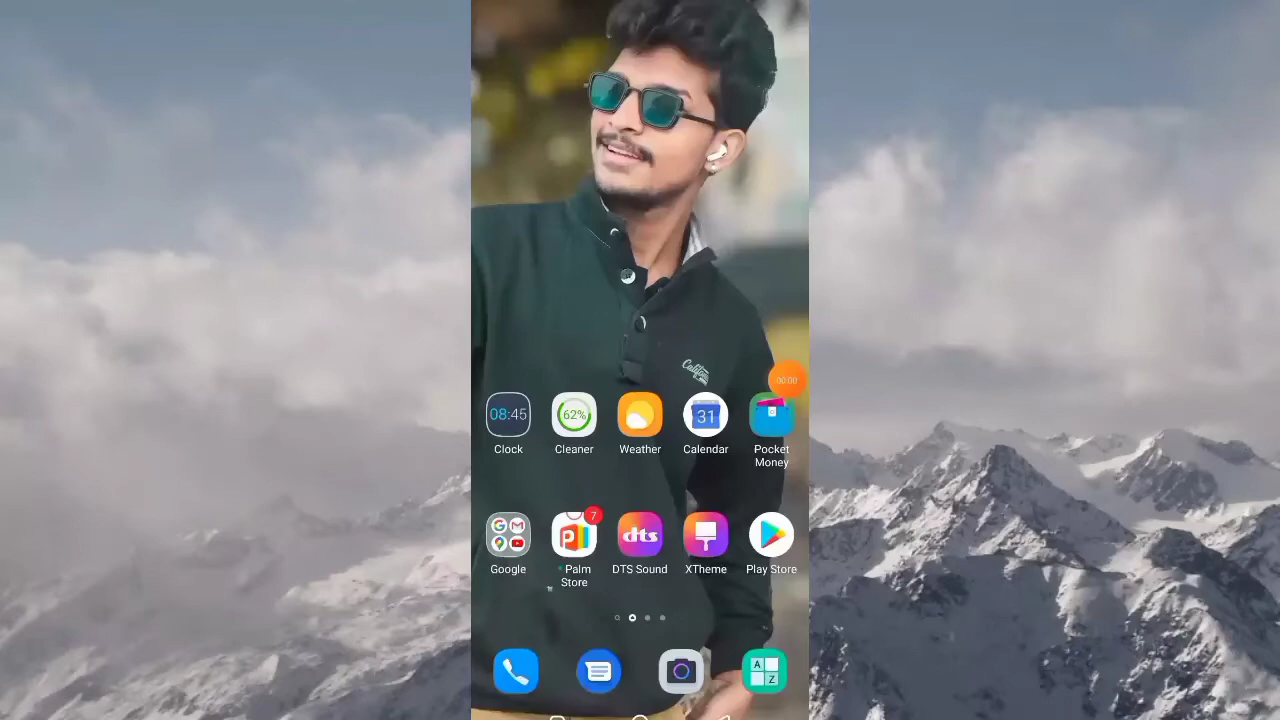 Califor
00:00
08:45
62%
31
Clock
Cleaner
Weather
Calendar
Pocket
Money
7
dts
Google
Palm
Store
DTS Sound
XTheme
Play Store
A
Z